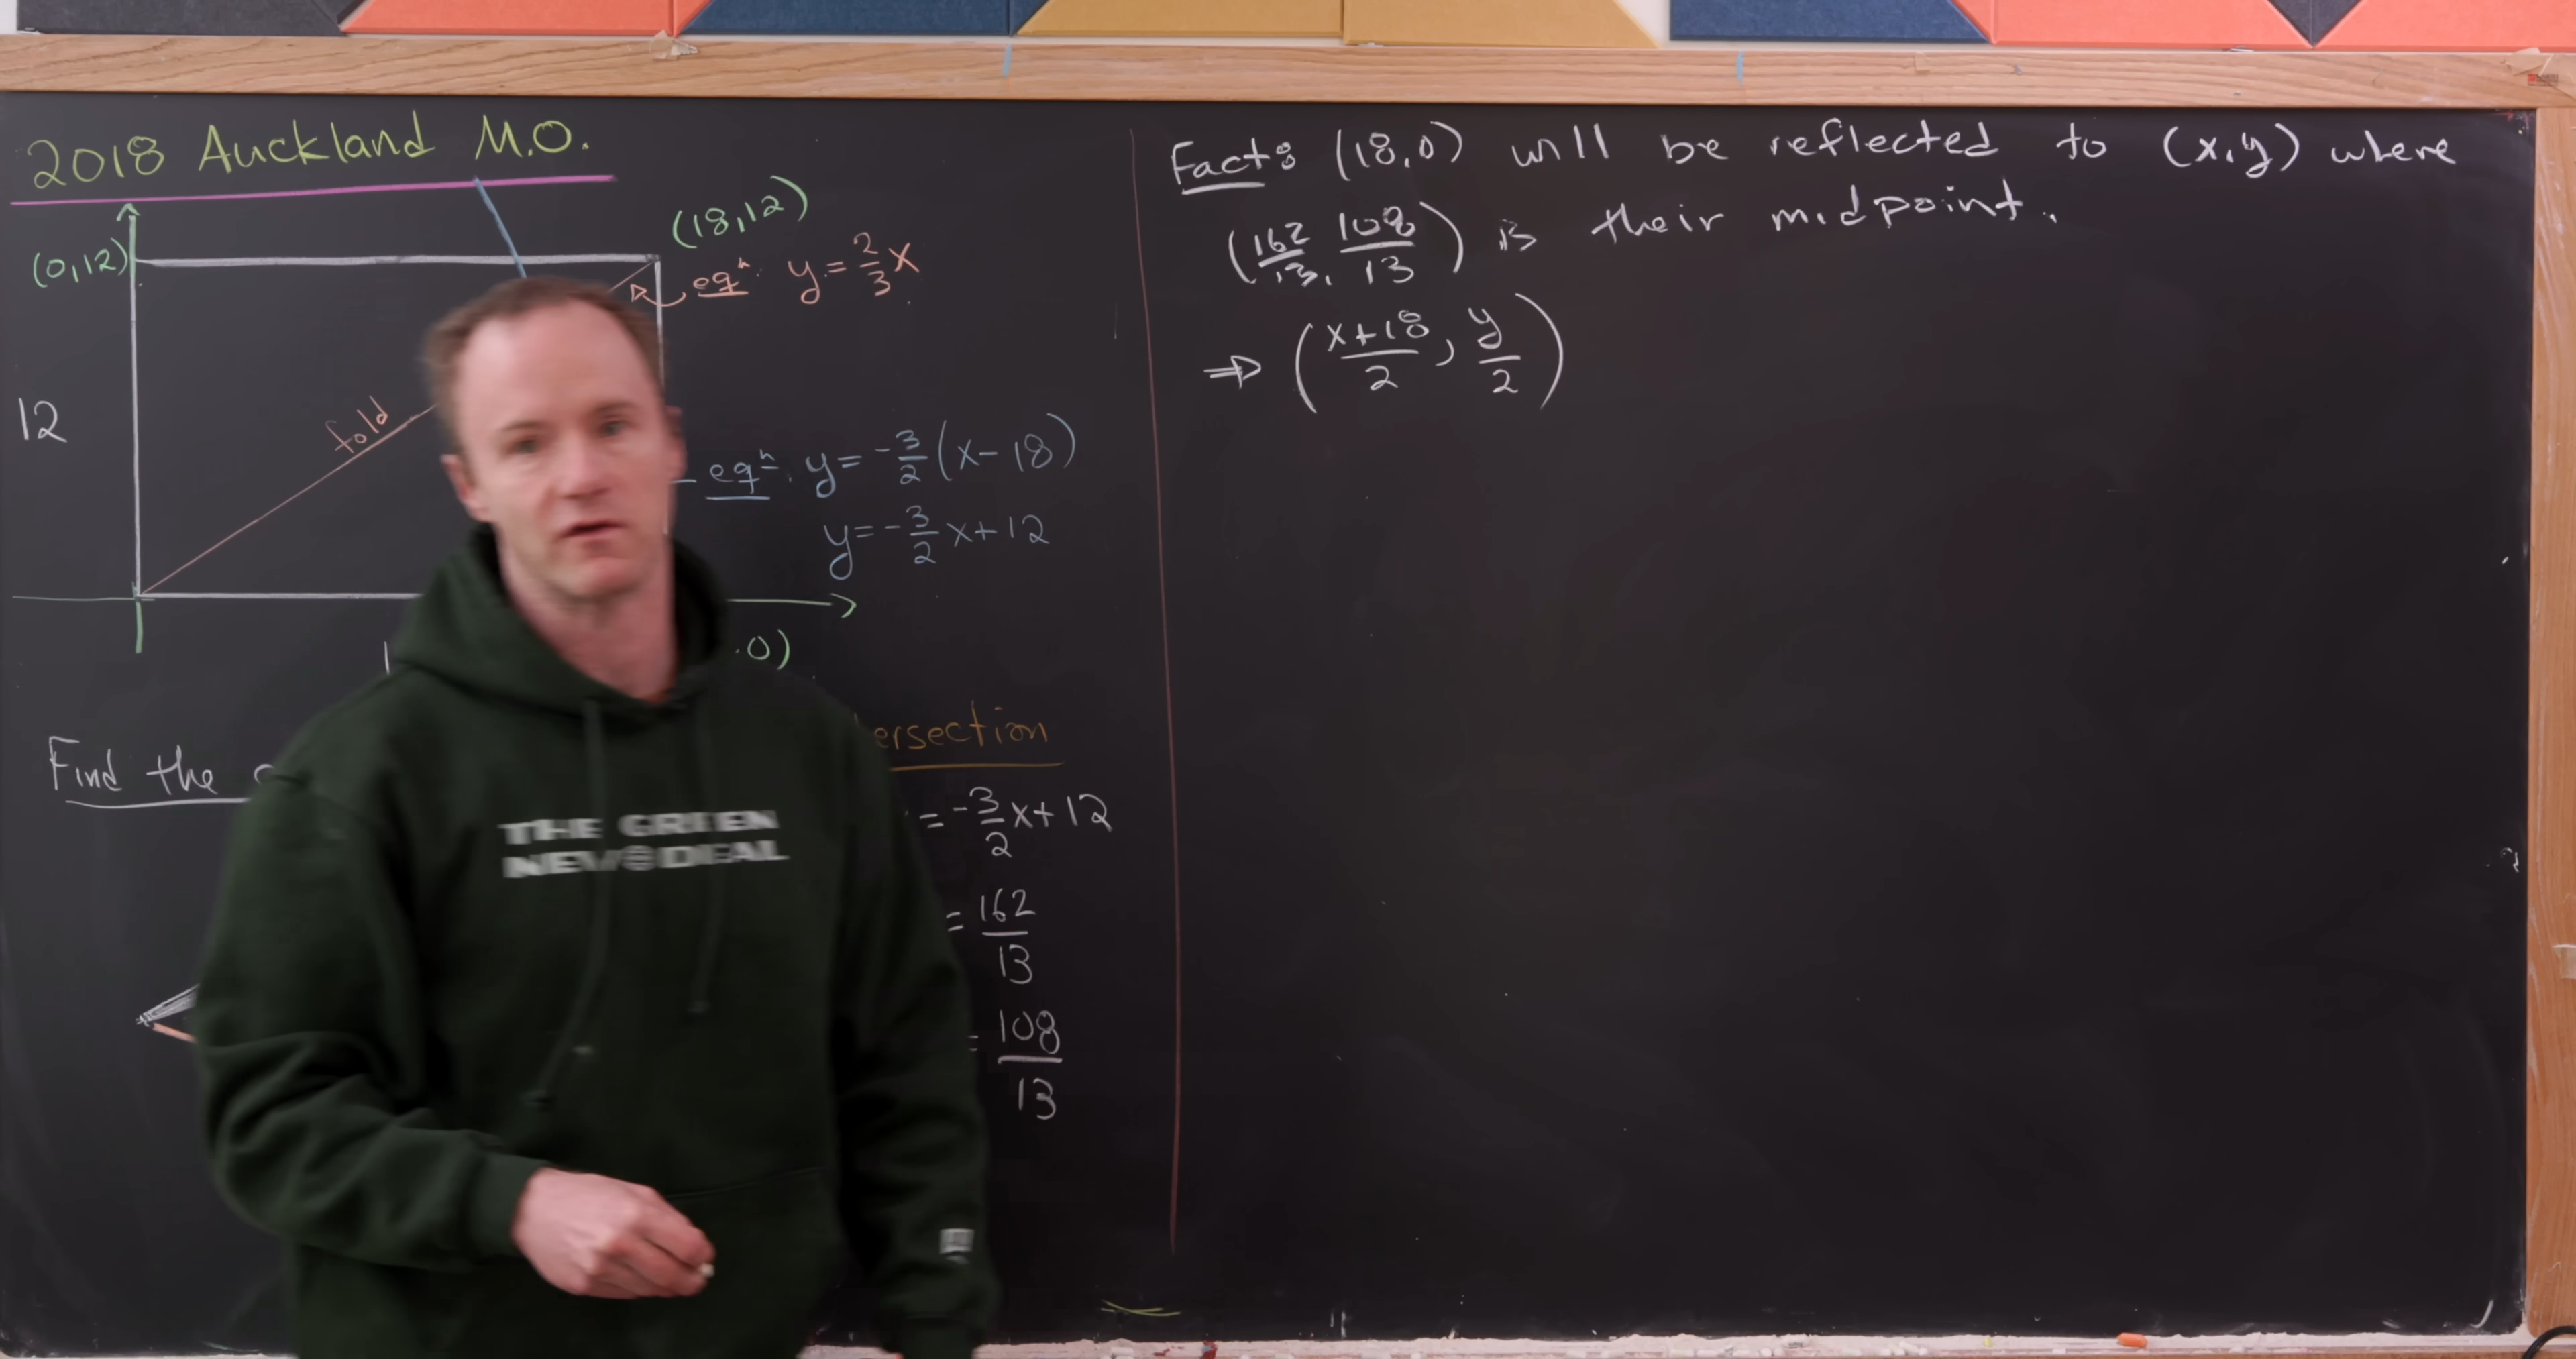 2018 Auckland M.O.
(0,12)
(18,12)
eqⁿ: y = 2/3 x
12
fold
eqⁿ: y = -3/2 (x - 18)
y = -3/2 x + 12
.0)
Find the
ersection
= -3/2 x + 12
= 162/13
= 108/13
THE GREEN
NEW DEAL
Fact: (18,0) will be reflected to (x,y) where
(162/13, 108/13) is their midpoint.
⇒ ((x+18)/2, y/2)